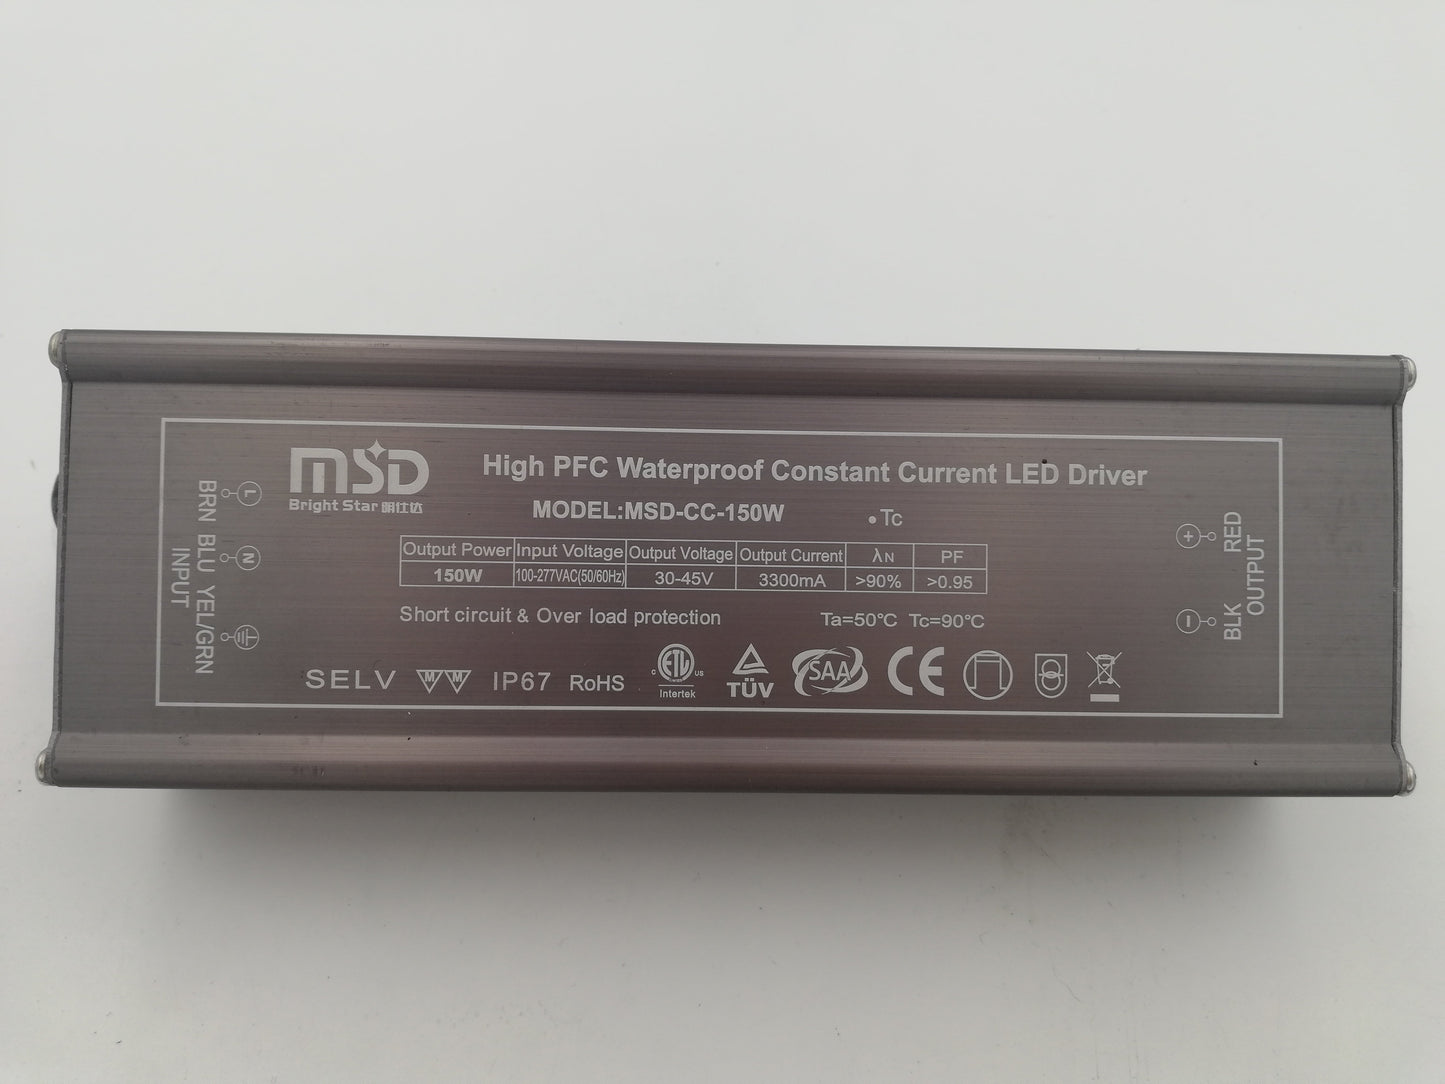 MSD
Bright Star 明仕达
High PFC Waterproof Constant Current LED Driver
MODEL:MSD-CC-150W
•Tc
Output Power Input Voltage Output Voltage Output Current λN PF
150W 100-277VAC(50/60Hz) 30-45V 3300mA >90% >0.95
Short circuit & Over load protection Ta=50℃ Tc=90℃
SELV MM IP67 RoHS c ETL us TÜV SAA CE
Intertek
L N
BRN BLU YEL/GRN
INPUT
+ −
RED BLK
OUTPUT